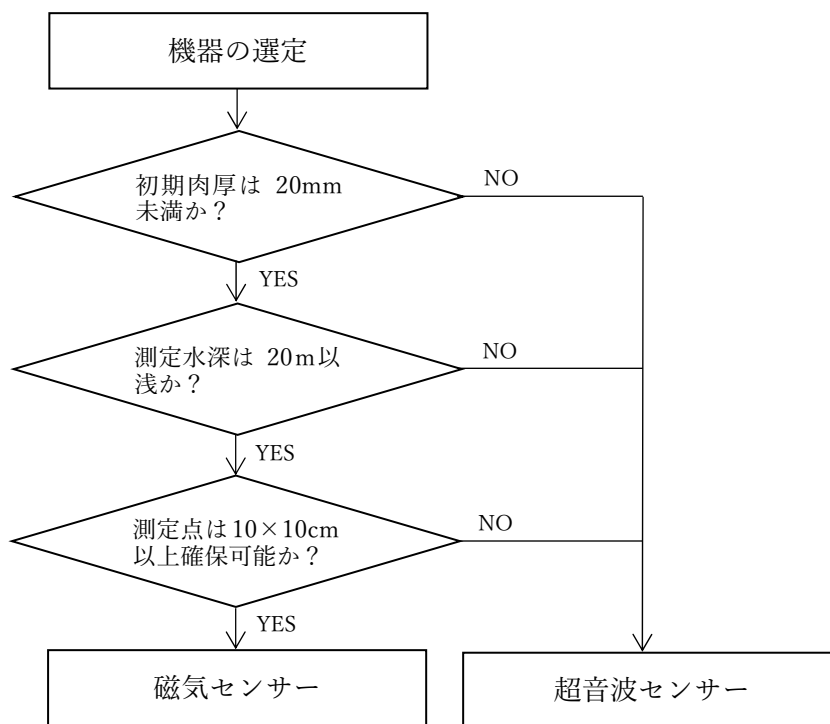 機器の選定
初期肉厚は 20mm
未満か？
NO
YES
測定水深は 20m以
浅か？
NO
YES
測定点は10×10cm
以上確保可能か？
NO
YES
磁気センサー
超音波センサー